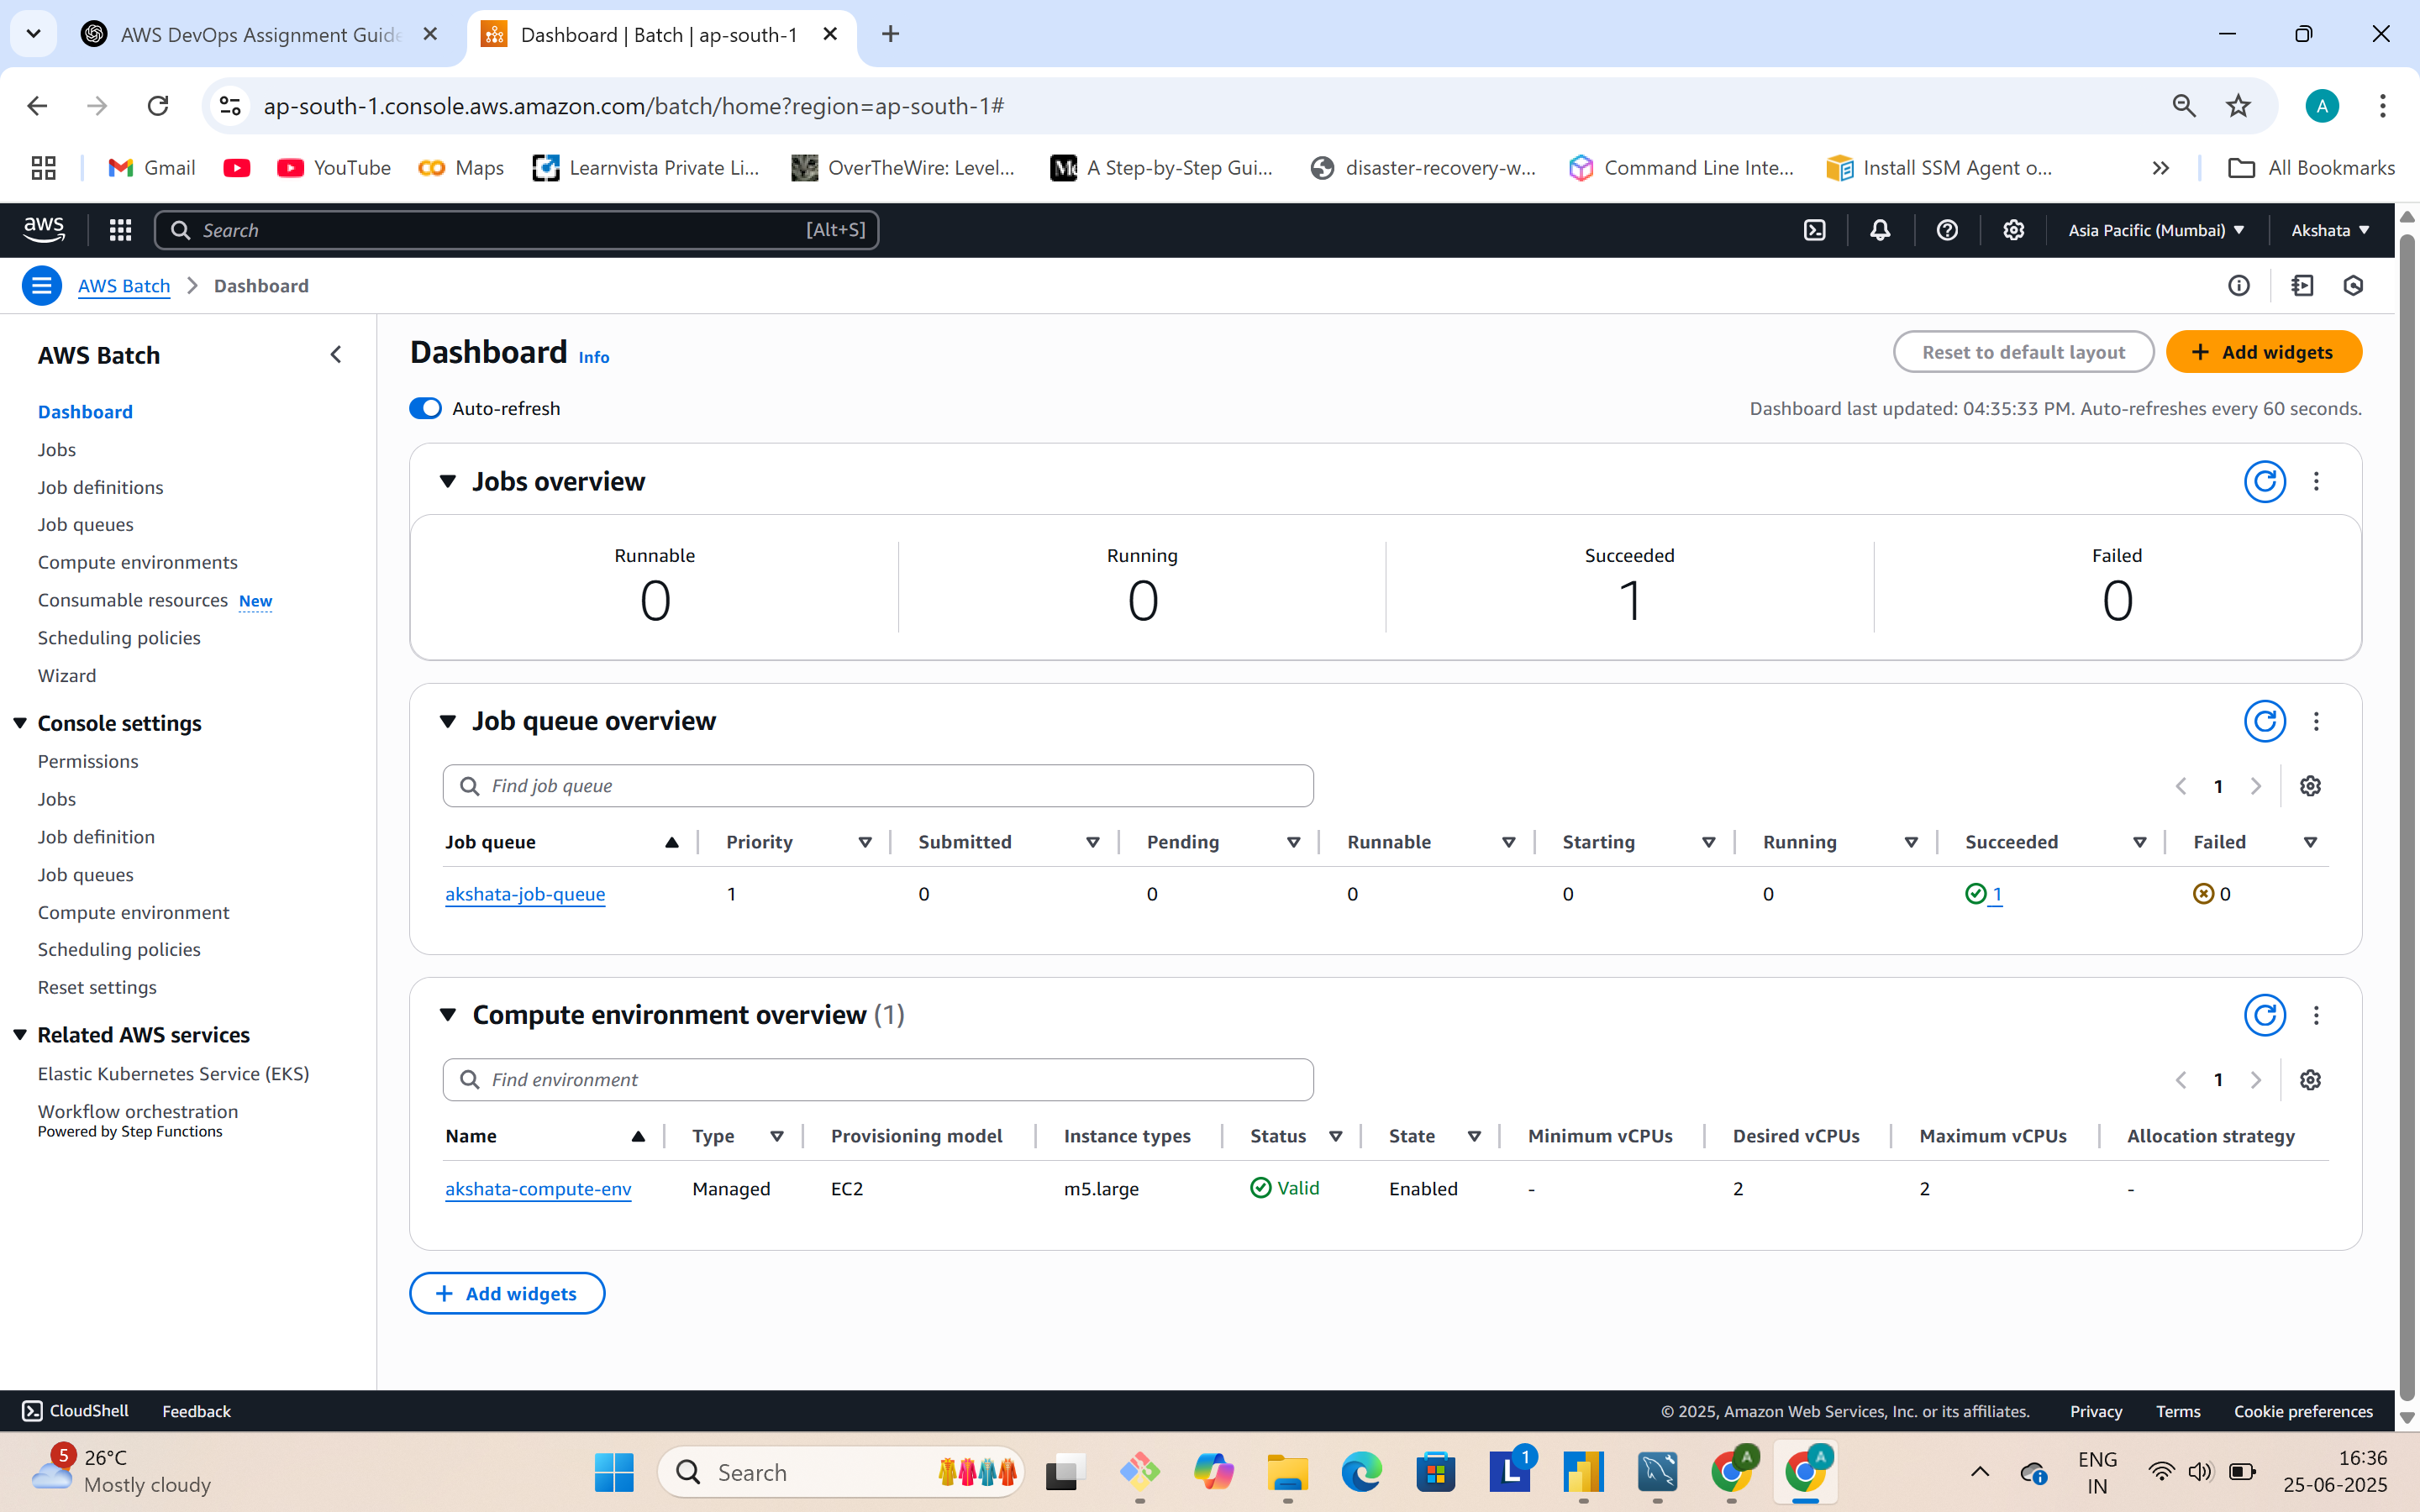 AWS DevOps Assignment Guide
Dashboard | Batch | ap-south-1
ap-south-1.console.aws.amazon.com/batch/home?region=ap-south-1#
A
Gmail
YouTube
Maps
Learnvista Private Li...
OverTheWire: Level...
A Step-by-Step Gui...
disaster-recovery-w...
Command Line Inte...
Install SSM Agent o...
All Bookmarks
aws
Search
[Alt+S]
Asia Pacific (Mumbai)
Akshata
AWS Batch
Dashboard
AWS Batch
Dashboard
Jobs
Job definitions
Job queues
Compute environments
Consumable resources New
Scheduling policies
Wizard
Console settings
Permissions
Jobs
Job definition
Job queues
Compute environment
Scheduling policies
Reset settings
Related AWS services
Elastic Kubernetes Service (EKS)
Workflow orchestration
Powered by Step Functions
Dashboard Info
Reset to default layout
Add widgets
Auto-refresh
Dashboard last updated: 04:35:33 PM. Auto-refreshes every 60 seconds.
Jobs overview
Runnable Running Succeeded Failed
0 0 1 0
Job queue overview
Find job queue
1
Job queue Priority Submitted Pending Runnable Starting Running Succeeded Failed
akshata-job-queue 1 0 0 0 0 0 1 0
Compute environment overview (1)
Find environment
1
Name Type Provisioning model Instance types Status State Minimum vCPUs Desired vCPUs Maximum vCPUs Allocation strategy
akshata-compute-env Managed EC2 m5.large Valid Enabled - 2 2 -
Add widgets
CloudShell Feedback
© 2025, Amazon Web Services, Inc. or its affiliates. Privacy Terms Cookie preferences
5
26°C
Mostly cloudy
Search
L
1
A
A
ENG
IN
16:36
25-06-2025